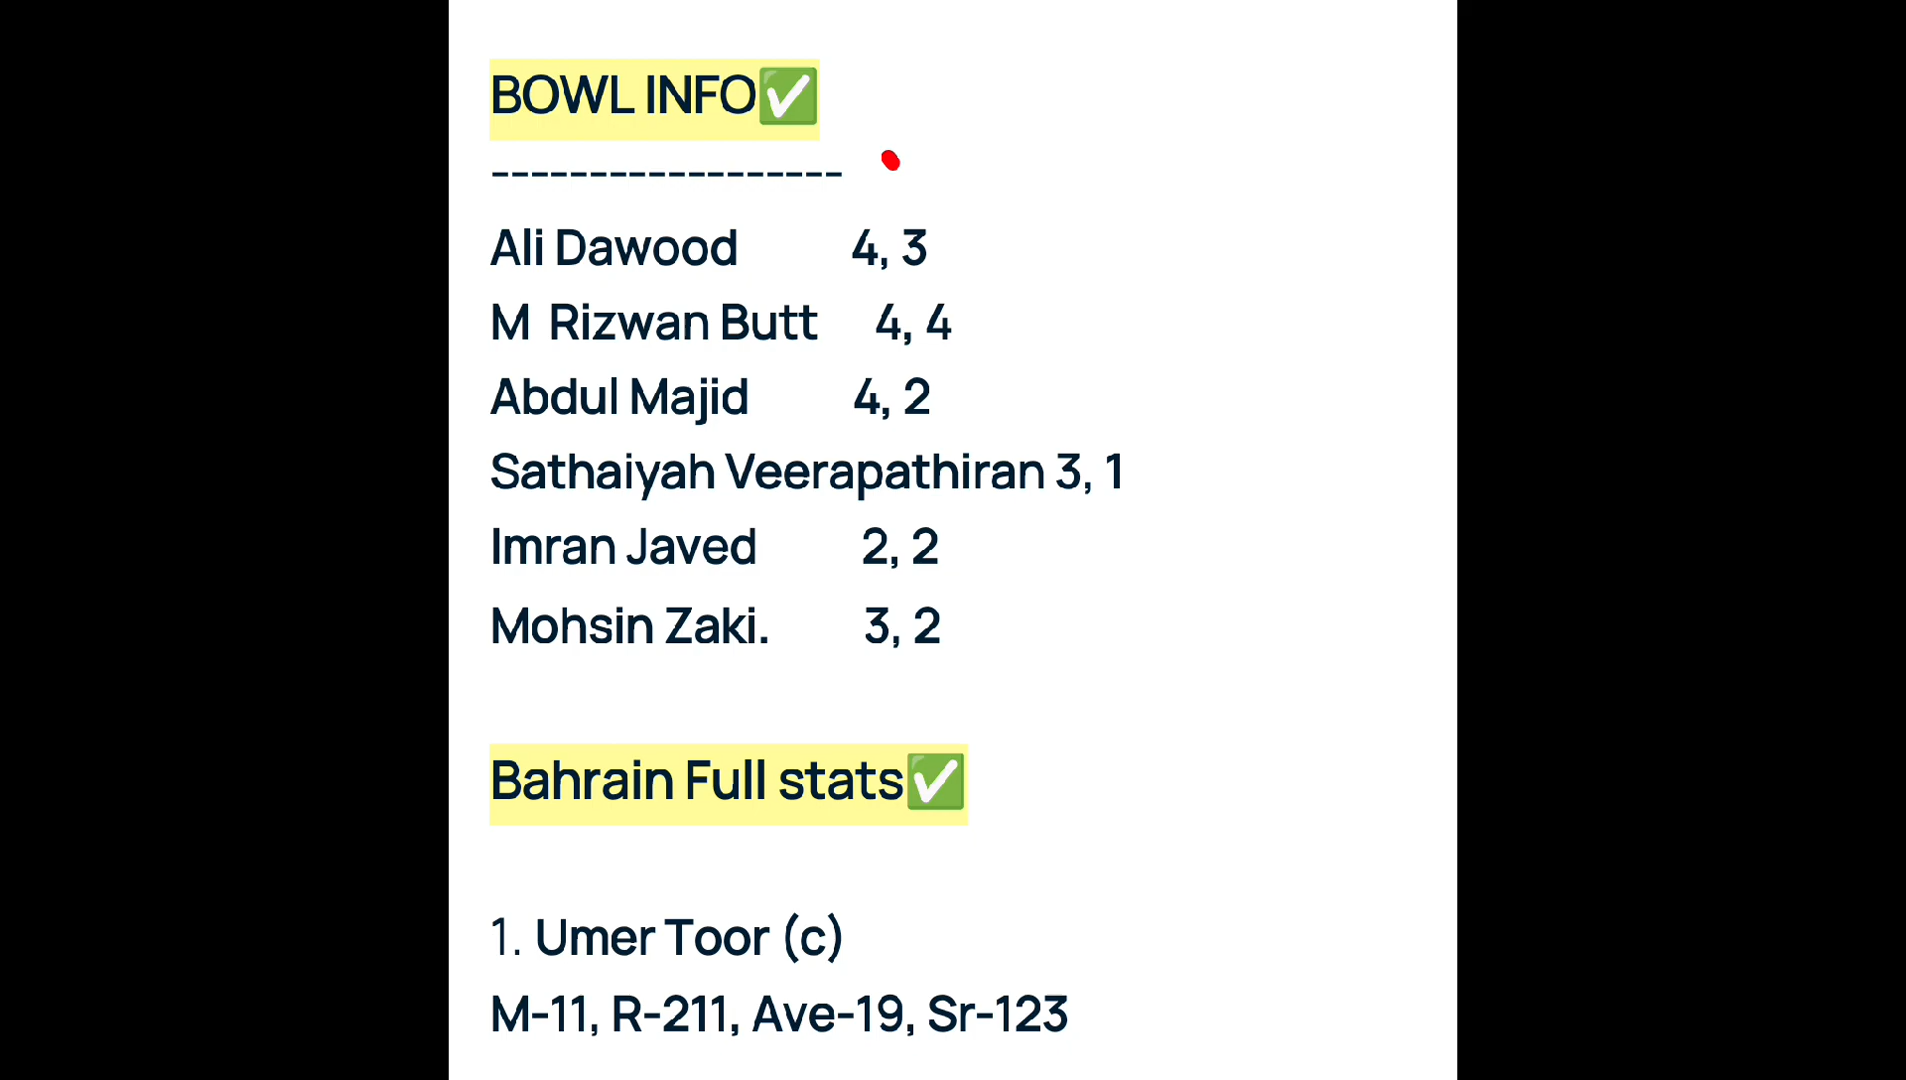 BOWL INFO✅
------------------
Ali Dawood 4, 3
M Rizwan Butt 4, 4
Abdul Majid 4, 2
Sathaiyah Veerapathiran 3, 1
Imran Javed 2, 2
Mohsin Zaki. 3, 2
Bahrain Full stats✅
1. Umer Toor (c)
M-11, R-211, Ave-19, Sr-123